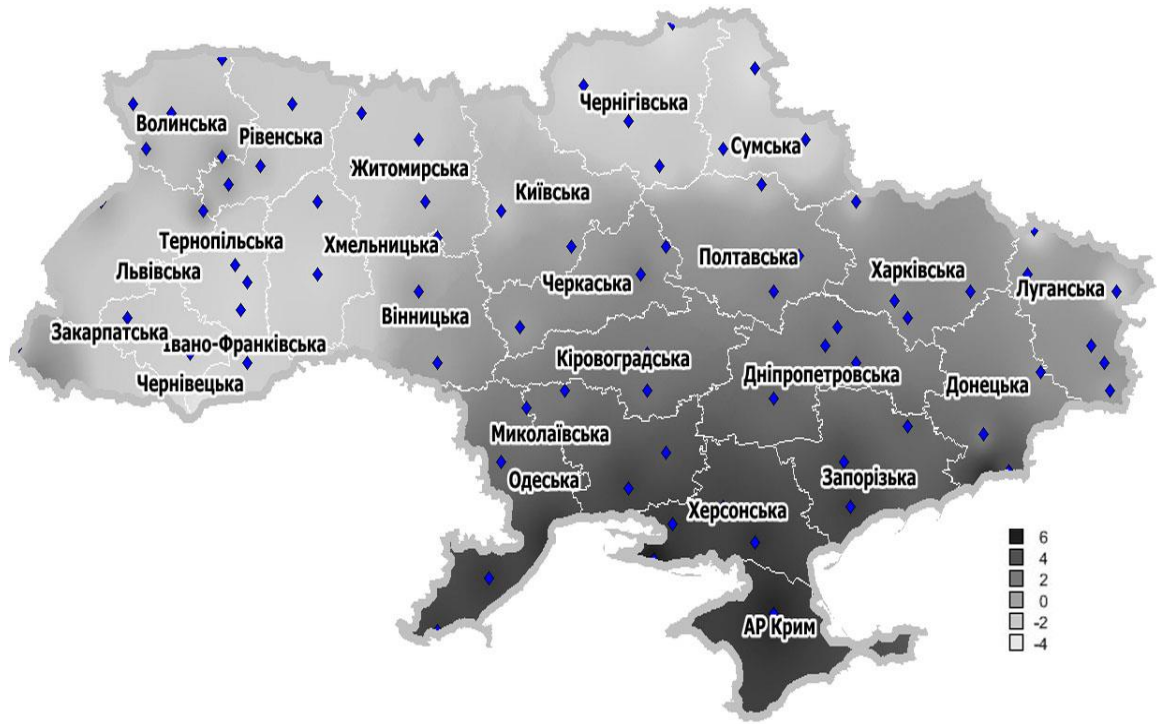 Чернігівська
Волинська
Рівенська
Сумська
Житомирська
Київська
Тернопільська
Хмельницька
Полтавська
Львівська
Черкаська
Харківська
Луганська
Вінницька
Закарпатська
Івано-Франківська
Кіровоградська
Чернівецька
Дніпропетровська
Донецька
Миколаївська
Одеська
Запорізька
Херсонська
АР Крим
6
4
2
0
-2
-4